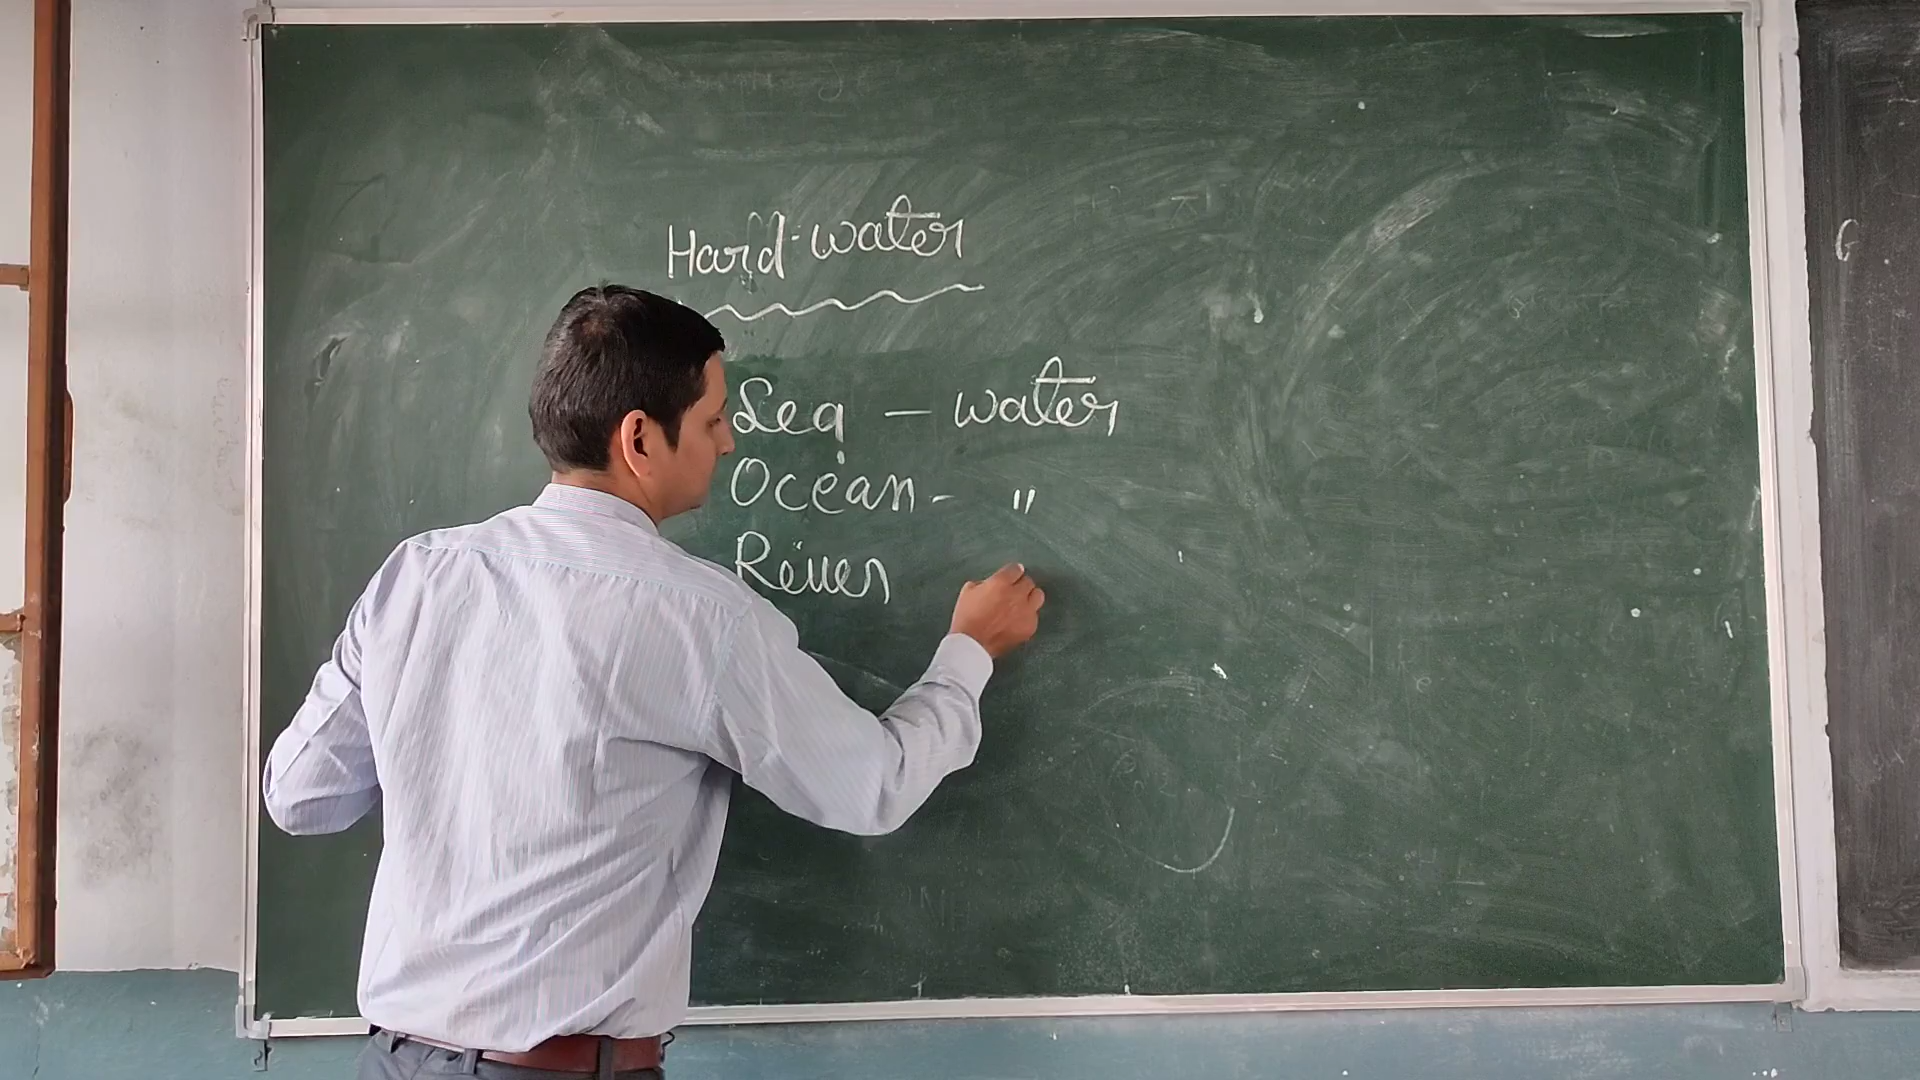 Hard-water
Sea - water
Ocean - "
River
G